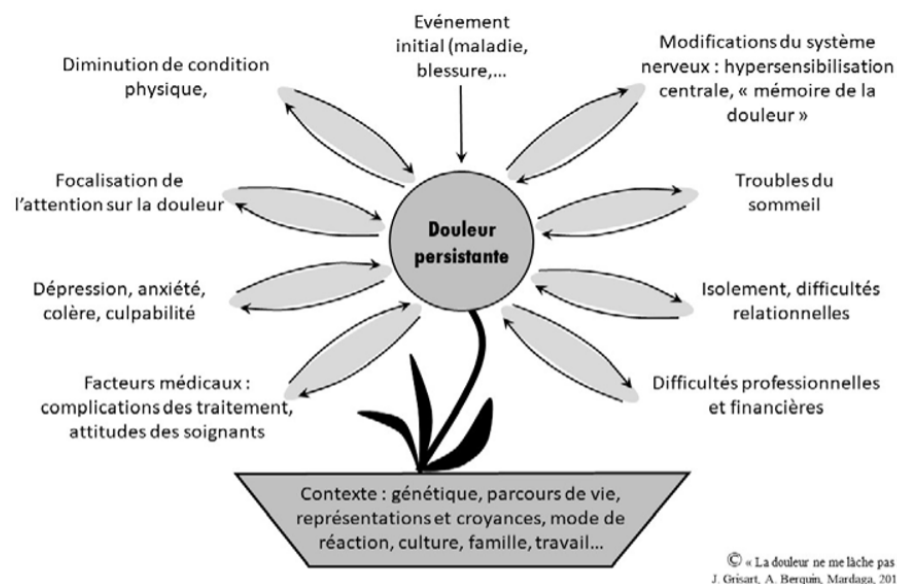 Evénement
initial (maladie,
blessure,...
Diminution de condition
physique,
Modifications du système
nerveux : hypersensibilisation
centrale, « mémoire de la
douleur »
Focalisation de
l'attention sur la douleur
Troubles du
sommeil
Douleur
persistante
Dépression, anxiété,
colère, culpabilité
Isolement, difficultés
relationnelles
Facteurs médicaux :
complications des traitement,
attitudes des soignants
Difficultés professionnelles
et financières
Contexte : génétique, parcours de vie,
représentations et croyances, mode de
réaction, culture, famille, travail...
© « La douleur ne me lâche pas
J. Grisart, A. Berquin, Mardaga, 201